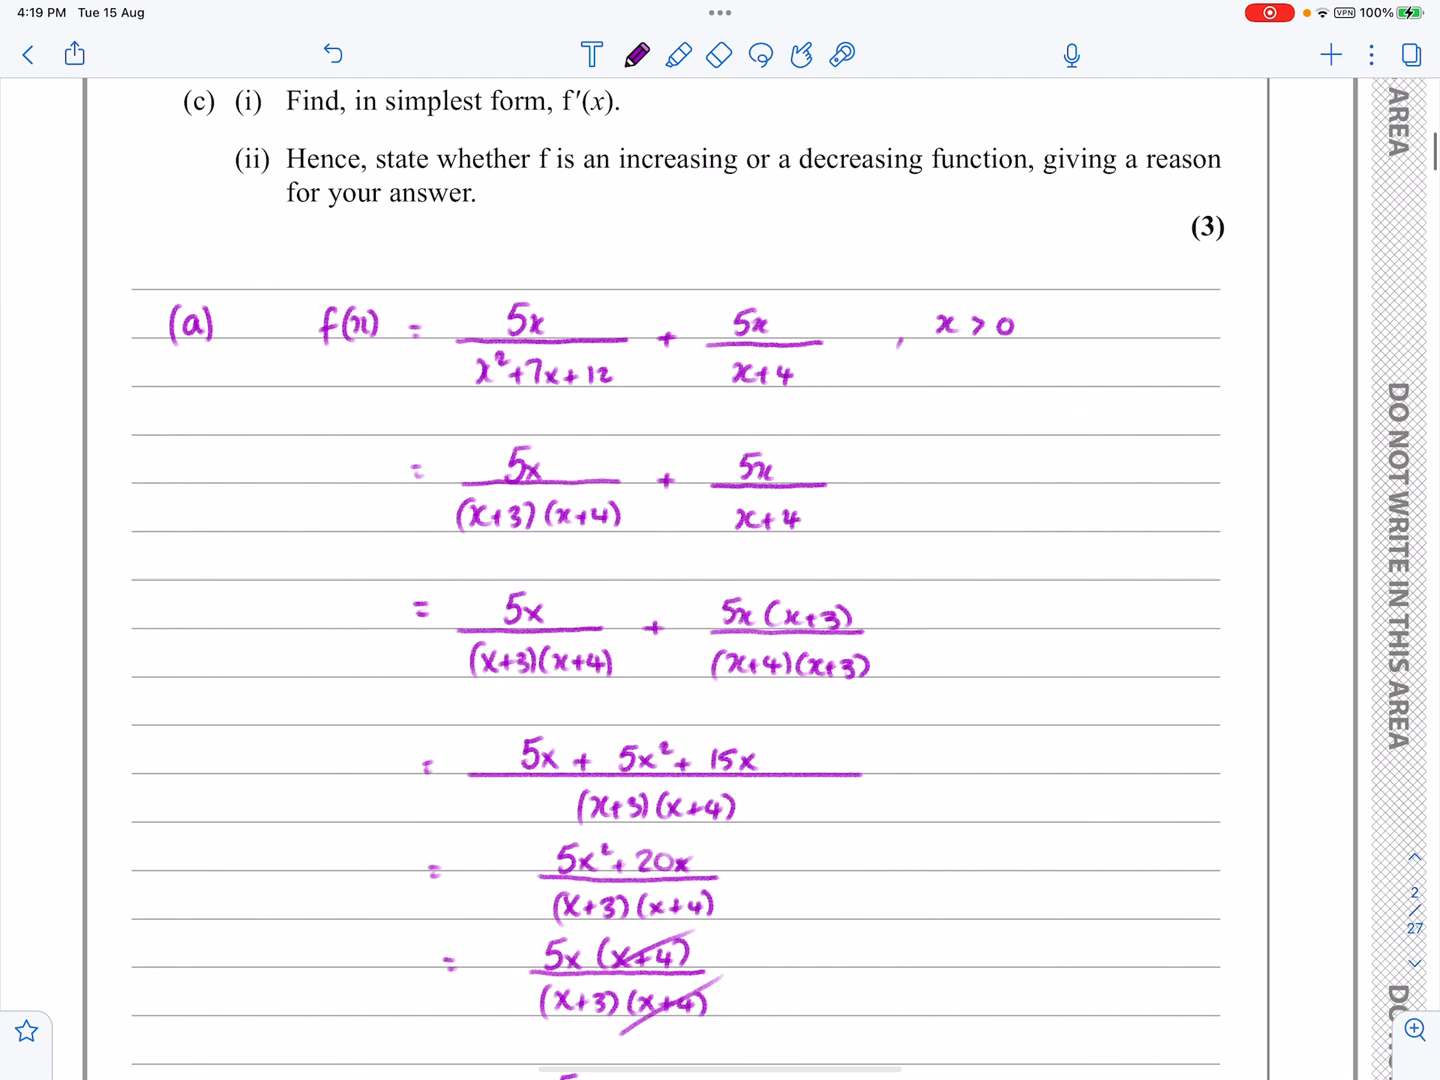 4:19 PM Tue 15 Aug
VPN 100%
T
(c) (i) Find, in simplest form, f′(x).
(ii) Hence, state whether f is an increasing or a decreasing function, giving a reason
for your answer.
(3)
(a) f(x) = 5x / (x²+7x+12) + 5x / (x+4) , x > 0
= 5x / ((x+3)(x+4)) + 5x / (x+4)
= 5x / ((x+3)(x+4)) + 5x(x+3) / ((x+4)(x+3))
= (5x + 5x² + 15x) / ((x+3)(x+4))
= (5x² + 20x) / ((x+3)(x+4))
= 5x(x+4) / ((x+3)(x+4))
AREA
DO NOT WRITE IN THIS AREA
2
/
27